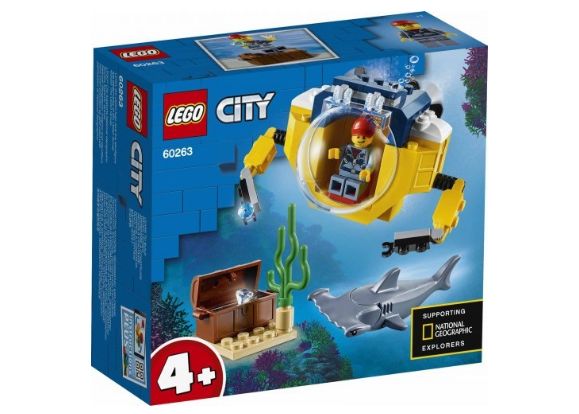 LEGO
CITY
60263
LEGO
CITY
60263
4+
SUPPORTING
NATIONAL
GEOGRAPHIC
EXPLORERS